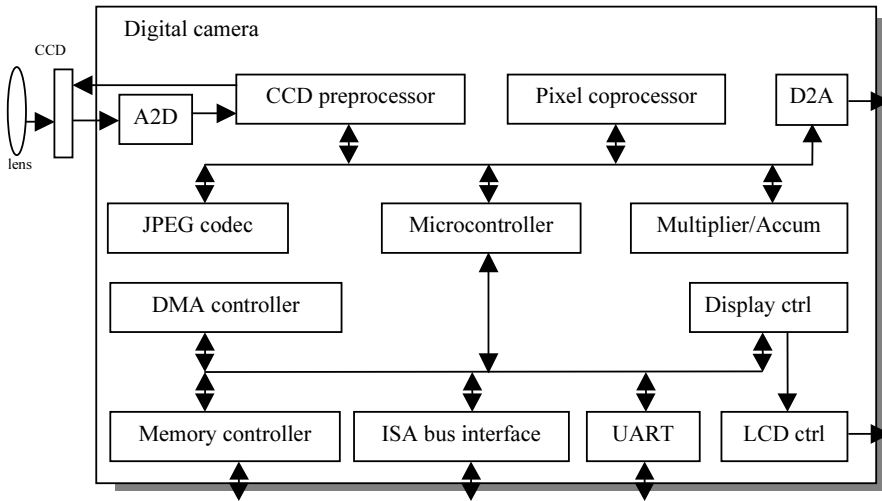 Digital camera
CCD
lens
A2D
CCD preprocessor
Pixel coprocessor
D2A
JPEG codec
Microcontroller
Multiplier/Accum
DMA controller
Display ctrl
Memory controller
ISA bus interface
UART
LCD ctrl